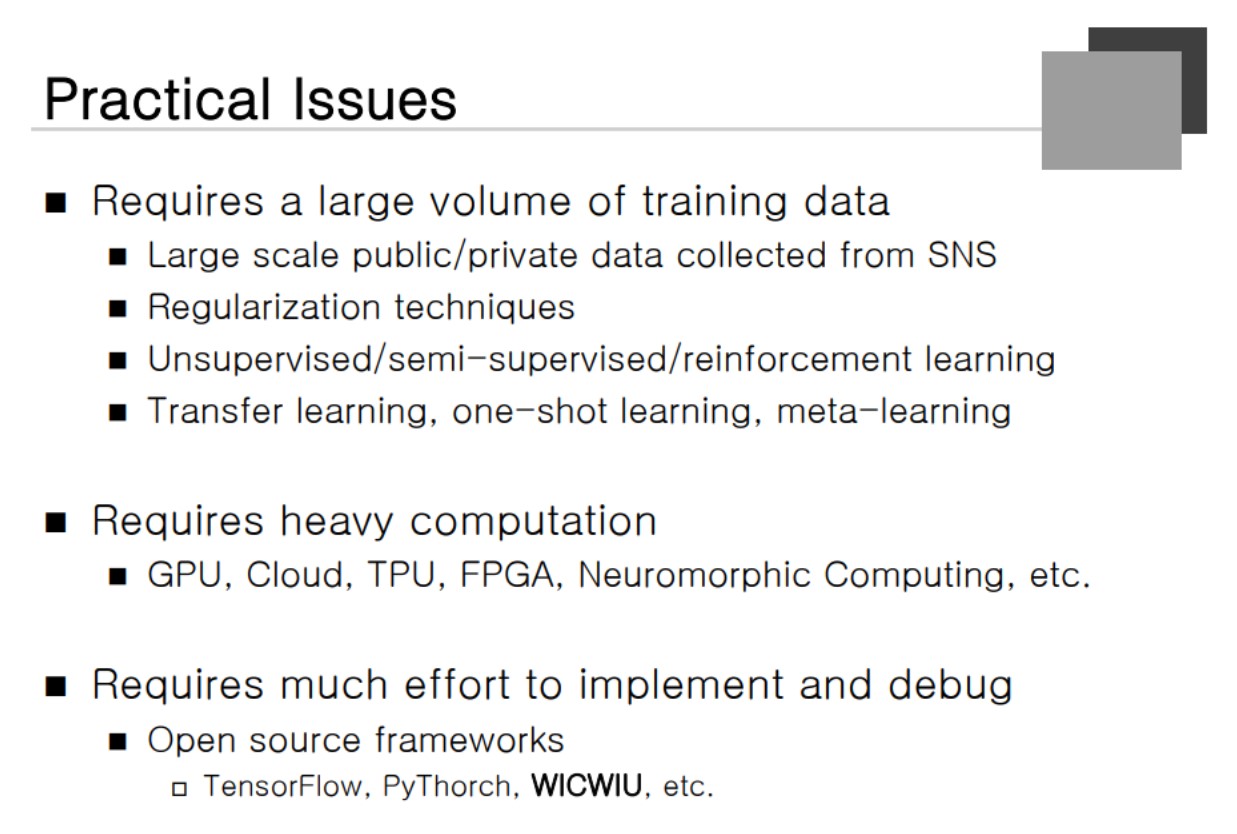 Practical Issues
Requires a large volume of training data
Large scale public/private data collected from SNS
Regularization techniques
Unsupervised/semi-supervised/reinforcement learning
Transfer learning, one-shot learning, meta-learning
Requires heavy computation
GPU, Cloud, TPU, FPGA, Neuromorphic Computing, etc.
Requires much effort to implement and debug
Open source frameworks
TensorFlow, PyThorch, WICWIU, etc.